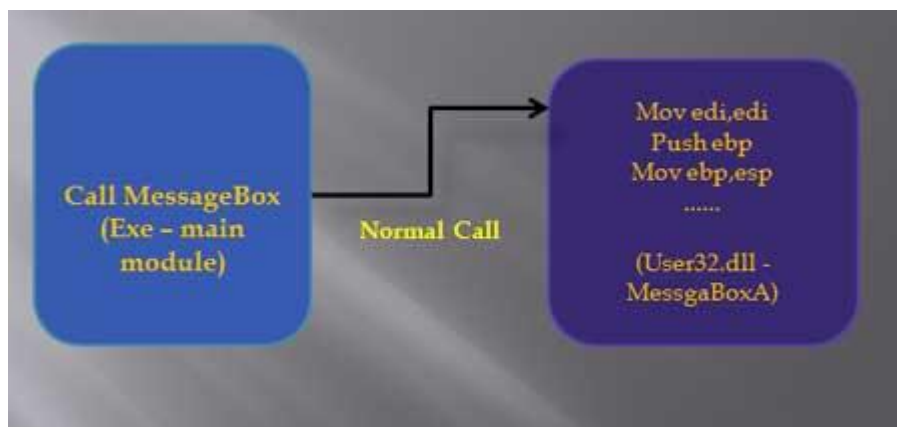 Call MessageBox
(Exe – main
module)
Normal Call
Mov edi,edi
Push ebp
Mov ebp,esp
......
(User32.dll -
MessgaBoxA)